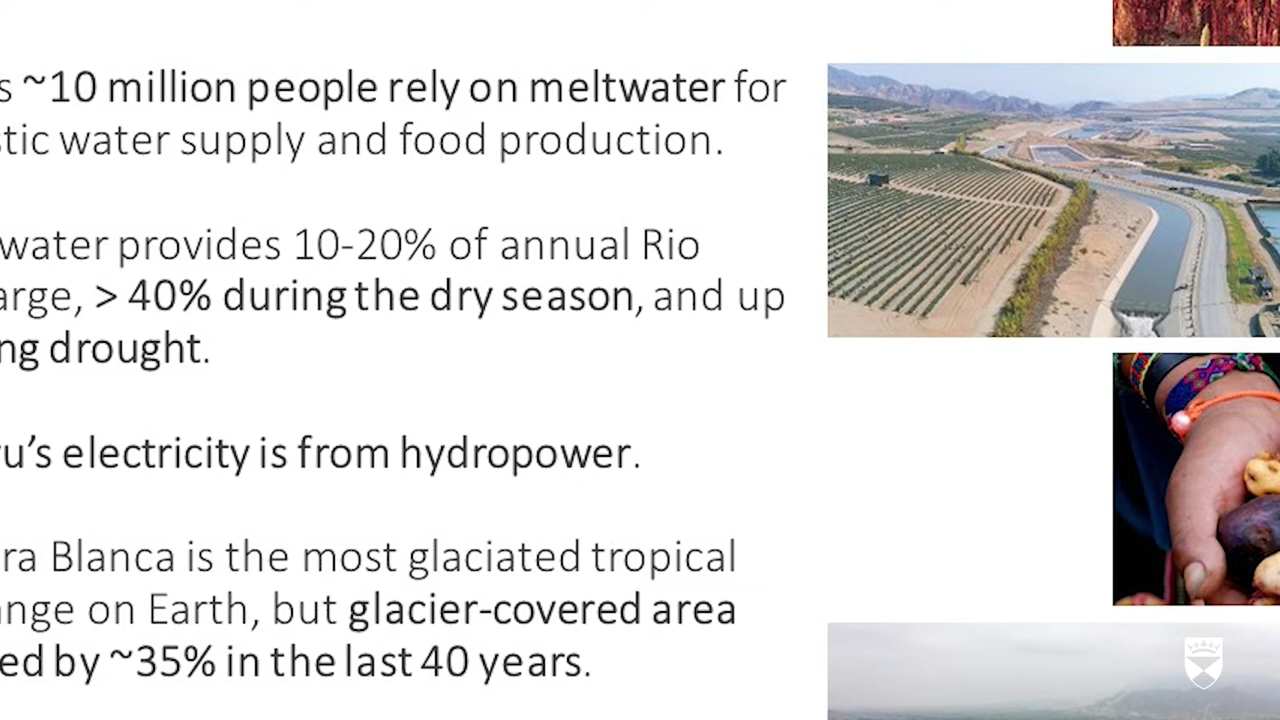 s ~10 million people rely on meltwater for
stic water supply and food production.
water provides 10-20% of annual Rio
arge, > 40% during the dry season, and up
ng drought.
ru's electricity is from hydropower.
ra Blanca is the most glaciated tropical
ange on Earth, but glacier-covered area
ed by ~35% in the last 40 years.